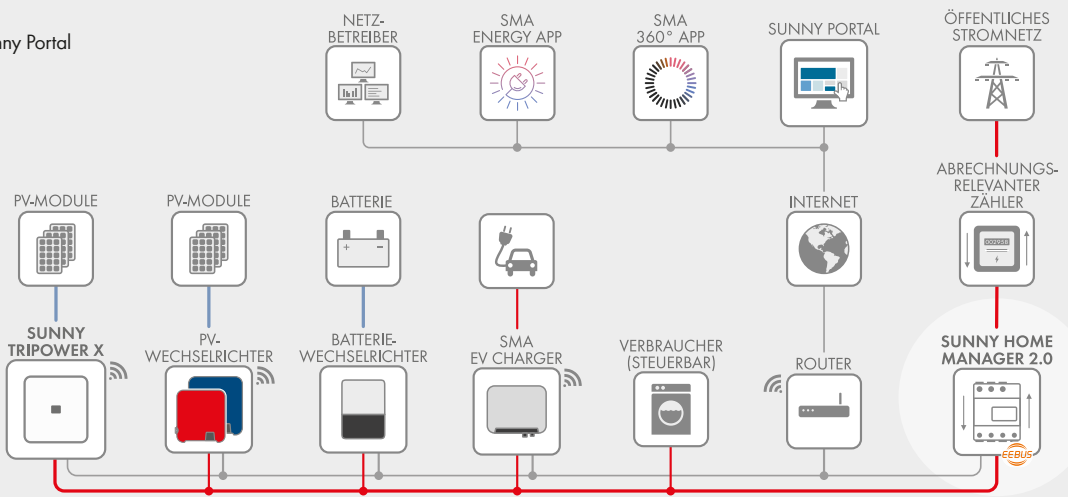 NETZ-
BETREIBER
SMA
ENERGY APP
SMA
360° APP
SUNNY PORTAL
ÖFFENTLICHES
STROMNETZ
nny Portal
PV-MODULE
PV-MODULE
BATTERIE
INTERNET
ABRECHNUNGS-
RELEVANTER
ZÄHLER
SUNNY
TRIPOWER X
PV-
WECHSELRICHTER
BATTERIE-
WECHSELRICHTER
SMA
EV CHARGER
VERBRAUCHER
(STEUERBAR)
ROUTER
SUNNY HOME
MANAGER 2.0
EEBUS